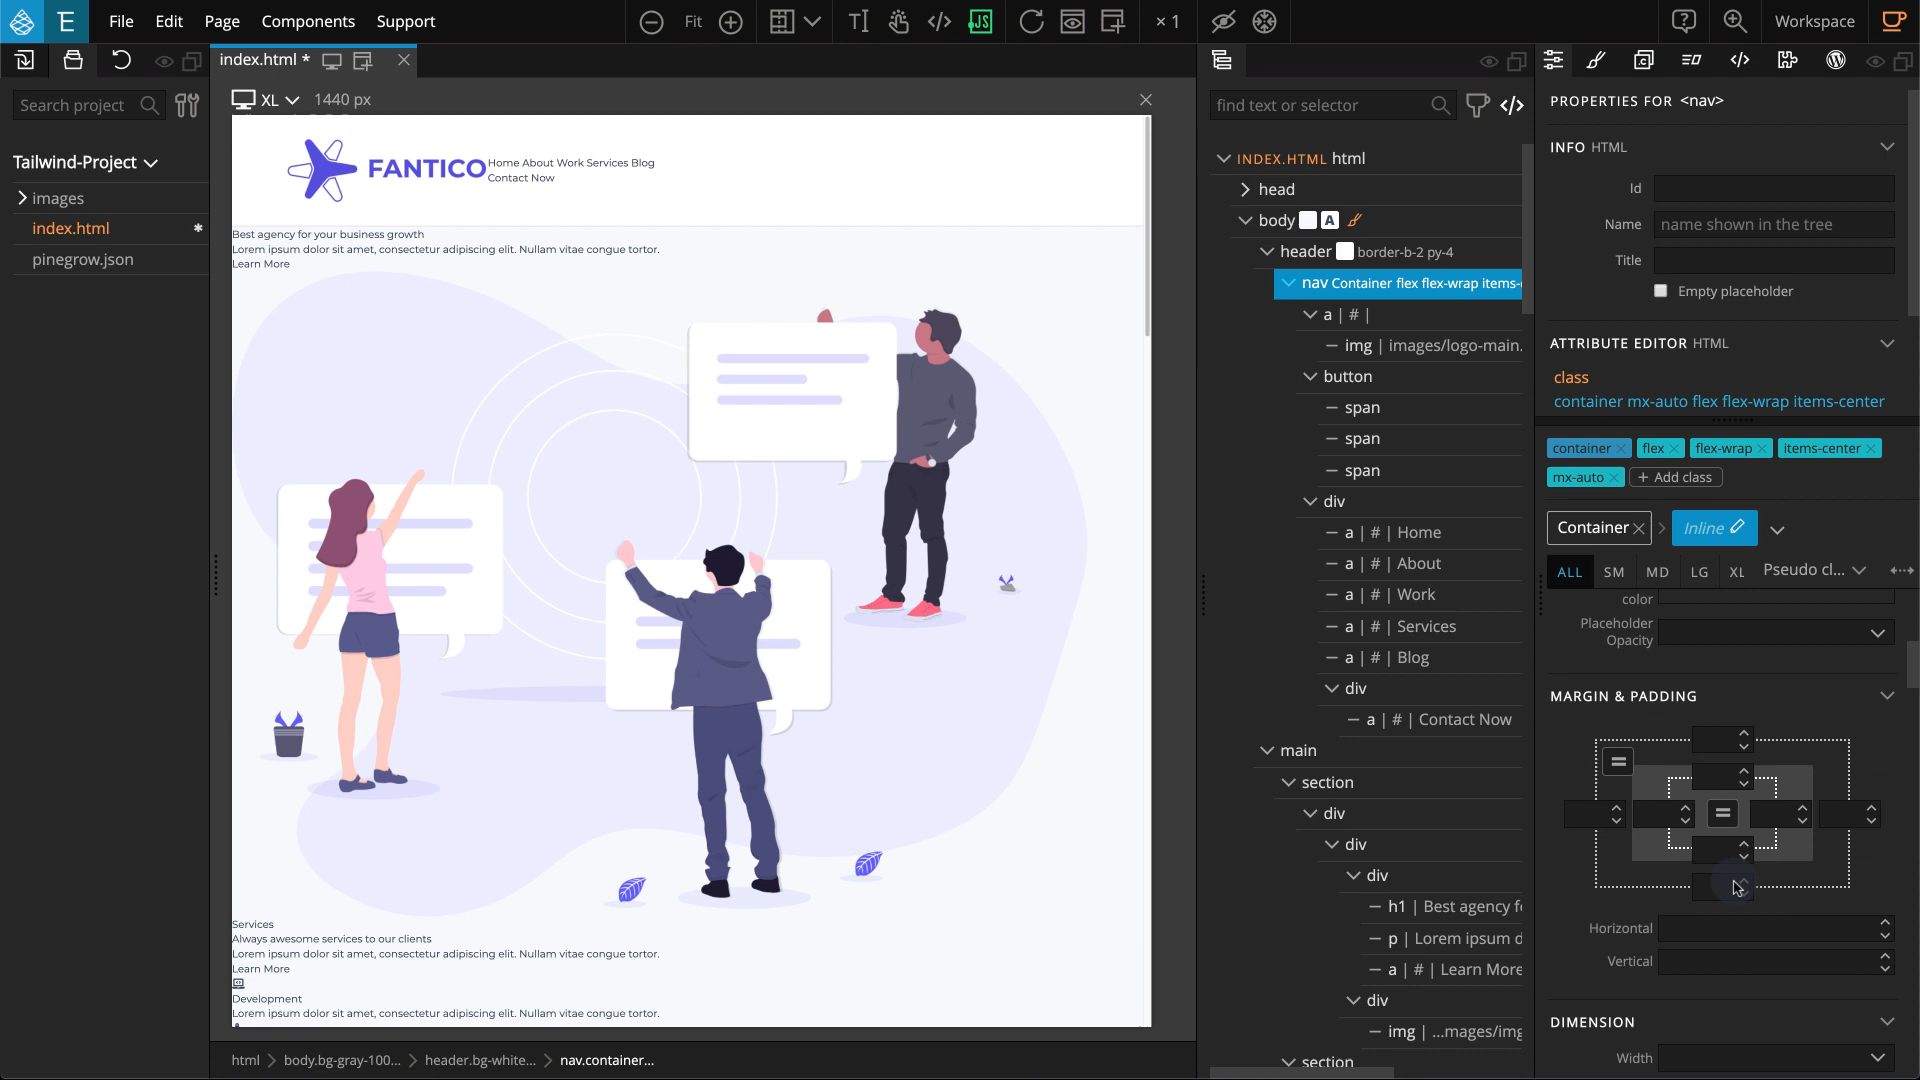 File Edit Page Components Support
Fit
JS
× 1
Workspace
index.html *
Search project
find text or selector
XL 1440 px
Tailwind-Project
images
index.html *
pinegrow.json
FANTICO
Home About Work Services Blog
Contact Now
Best agency for your business growth
Lorem ipsum dolor sit amet, consectetur adipiscing elit. Nullam vitae congue tortor.
Learn More
Services
Always awesome services to our clients
Lorem ipsum dolor sit amet, consectetur adipiscing elit. Nullam vitae congue tortor.
Learn More
Development
Lorem ipsum dolor sit amet, consectetur adipiscing elit. Nullam vitae congue tortor.
html body.bg-gray-100... header.bg-white... nav.container...
INDEX.HTML html
head
body A
header border-b-2 py-4
nav Container flex flex-wrap items-
a | # |
img | images/logo-main.
button
span
span
span
div
a | # | Home
a | # | About
a | # | Work
a | # | Services
a | # | Blog
div
a | # | Contact Now
main
section
div
div
div
h1 | Best agency f
p | Lorem ipsum d
a | # | Learn More
div
img | ...mages/img
section
PROPERTIES FOR <nav>
INFO HTML
Id
Name name shown in the tree
Title
Empty placeholder
ATTRIBUTE EDITOR HTML
class
container mx-auto flex flex-wrap items-center
container flex flex-wrap items-center
mx-auto + Add class
Container Inline
ALL SM MD LG XL Pseudo cl...
color
Placeholder
Opacity
MARGIN & PADDING
Horizontal
Vertical
DIMENSION
Width